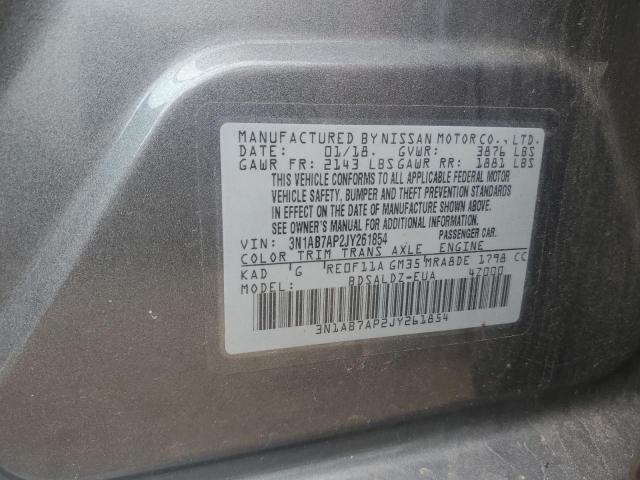 MANUFACTURED BY NISSAN MOTOR CO., LTD.
DATE: 01/18. GVWR: 3876 LBS
GAWR FR: 2143 LBS GAWR RR: 1881 LBS
THIS VEHICLE CONFORMS TO ALL APPLICABLE FEDERAL MOTOR
VEHICLE SAFETY, BUMPER AND THEFT PREVENTION STANDARDS
IN EFFECT ON THE DATE OF MANUFACTURE SHOWN ABOVE.
SEE OWNER'S MANUAL FOR ADDITIONAL INFORMATION.
VIN: 3N1AB7AP2JY261854 PASSENGER CAR.
COLOR TRIM TRANS AXLE ENGINE
KAD G RE0F11A GM35 MRA8DE 1798 CC
BDSALDZ-EUA 47000
3N1AB7AP2JY261854